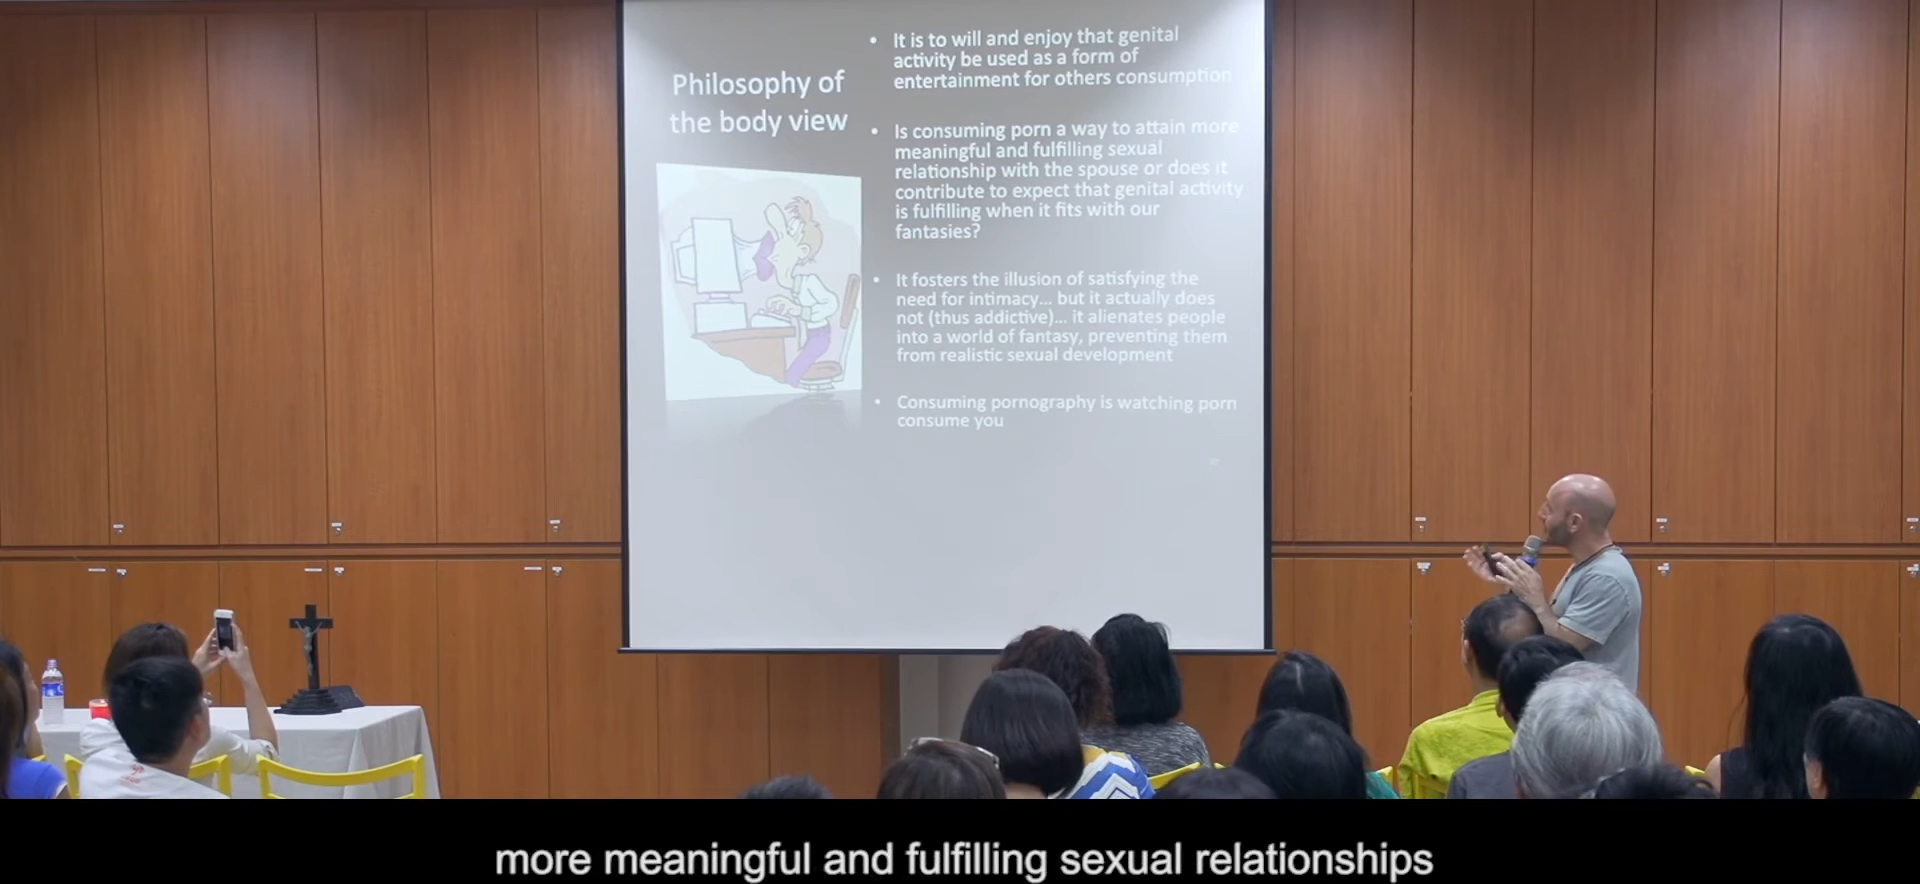 Philosophy of
the body view
• It is to will and enjoy that genital
activity be used as a form of
entertainment for others consumption
• Is consuming porn a way to attain more
meaningful and fulfilling sexual
relationship with the spouse or does it
contribute to expect that genital activity
is fulfilling when it fits with our
fantasies?
• It fosters the illusion of satisfying the
need for intimacy... but it actually does
not (thus addictive)... it alienates people
into a world of fantasy, preventing them
from realistic sexual development
• Consuming pornography is watching porn
consume you
more meaningful and fulfilling sexual relationships